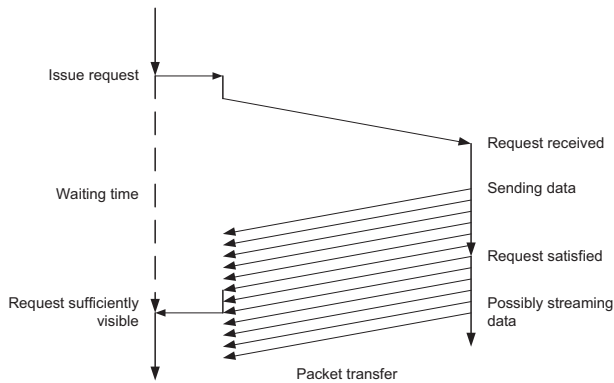 Issue request
Request received
Waiting time
Sending data
Request satisfied
Request sufficiently
visible
Possibly streaming
data
Packet transfer